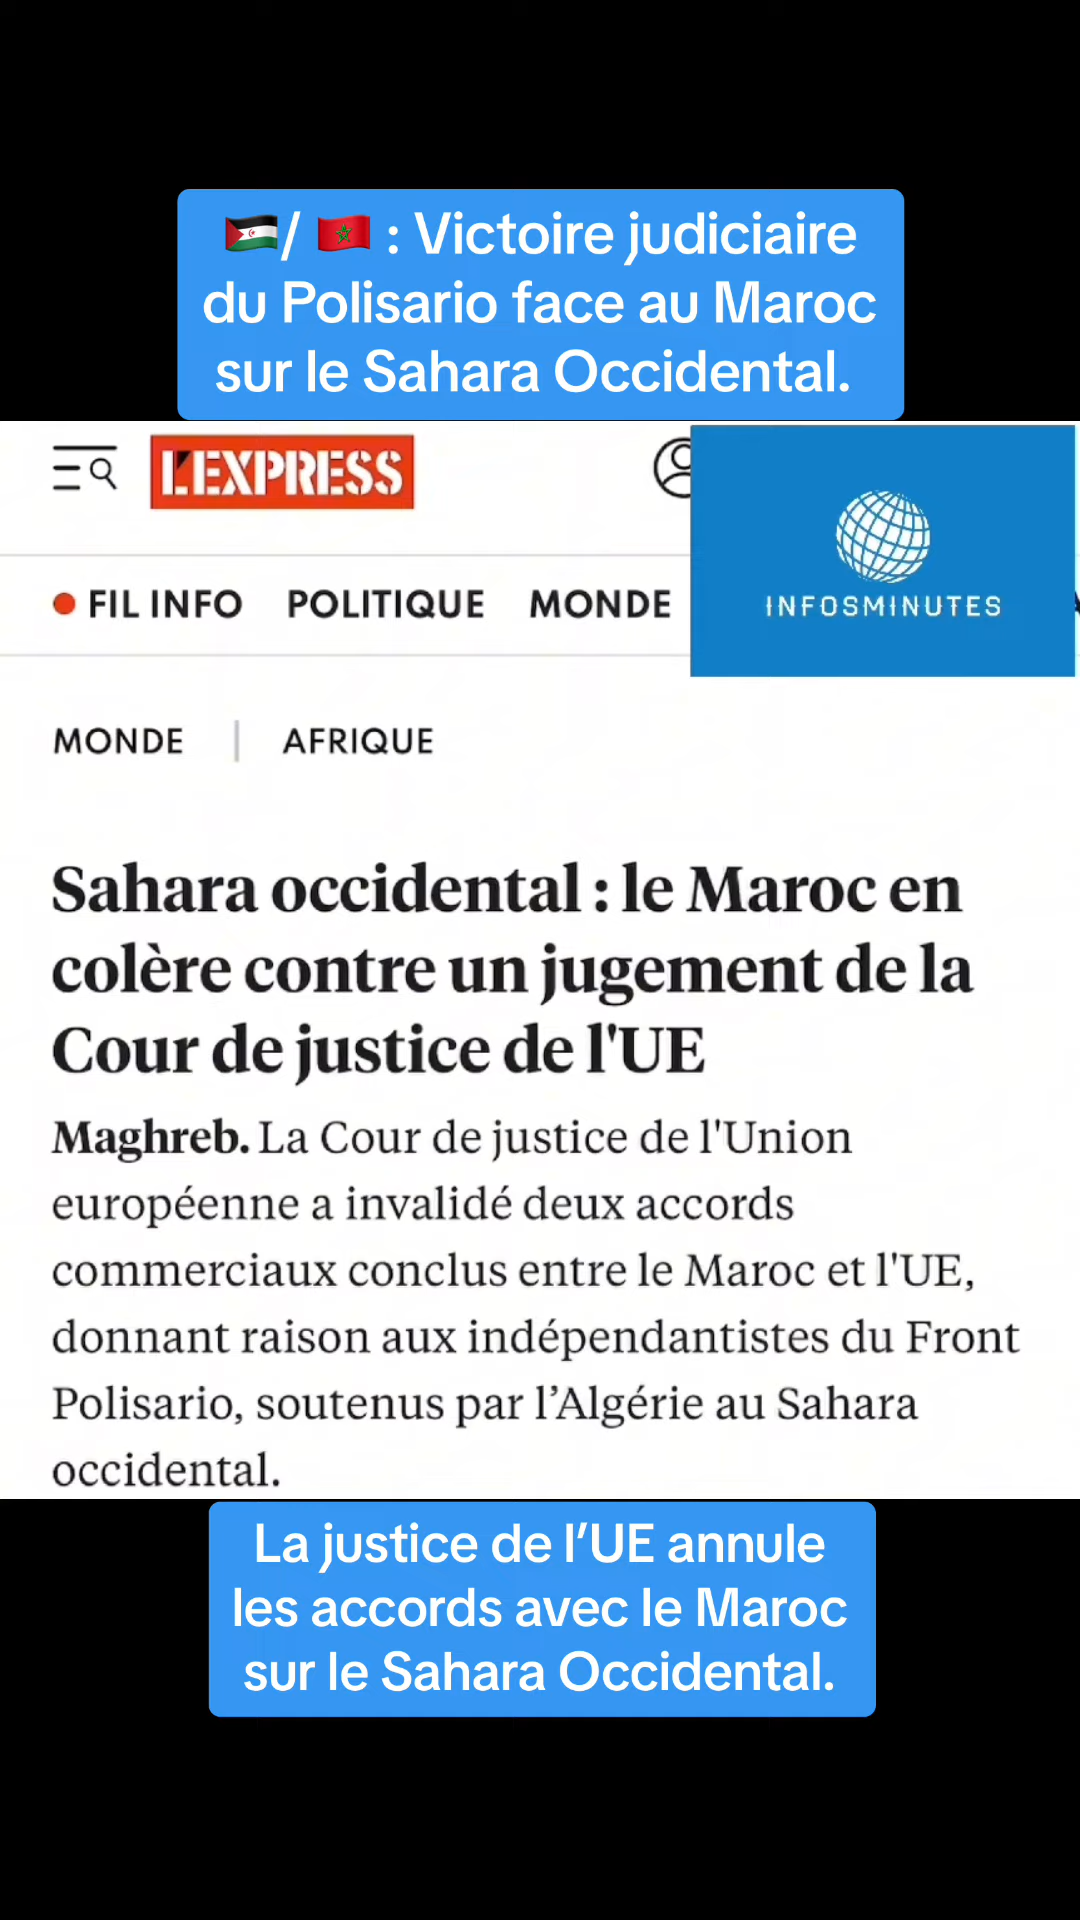 🇪🇭/ 🇲🇦 : Victoire judiciaire
du Polisario face au Maroc
sur le Sahara Occidental.
L'EXPRESS
INFOSMINUTES
FIL INFO POLITIQUE MONDE
MONDE | AFRIQUE
Sahara occidental : le Maroc en
colère contre un jugement de la
Cour de justice de l'UE
Maghreb. La Cour de justice de l'Union
européenne a invalidé deux accords
commerciaux conclus entre le Maroc et l'UE,
donnant raison aux indépendantistes du Front
Polisario, soutenus par l’Algérie au Sahara
occidental.
La justice de l’UE annule
les accords avec le Maroc
sur le Sahara Occidental.